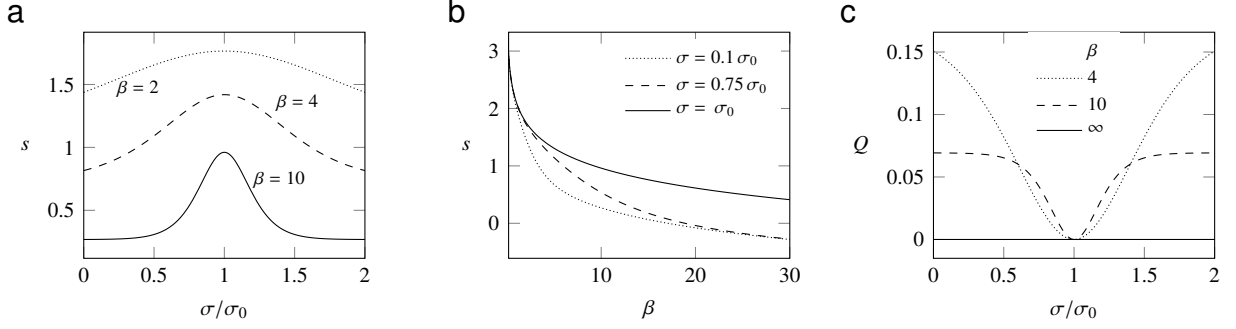 a
s
1.5
1
0.5
β = 2
β = 4
β = 10
0 0.5 1 1.5 2
σ/σ₀
b
s
3
2
1
0
σ = 0.1 σ₀
σ = 0.75 σ₀
σ = σ₀
10 20 30
β
c
Q
0.15
0.1
0.05
0
β
4
10
∞
0 0.5 1 1.5 2
σ/σ₀